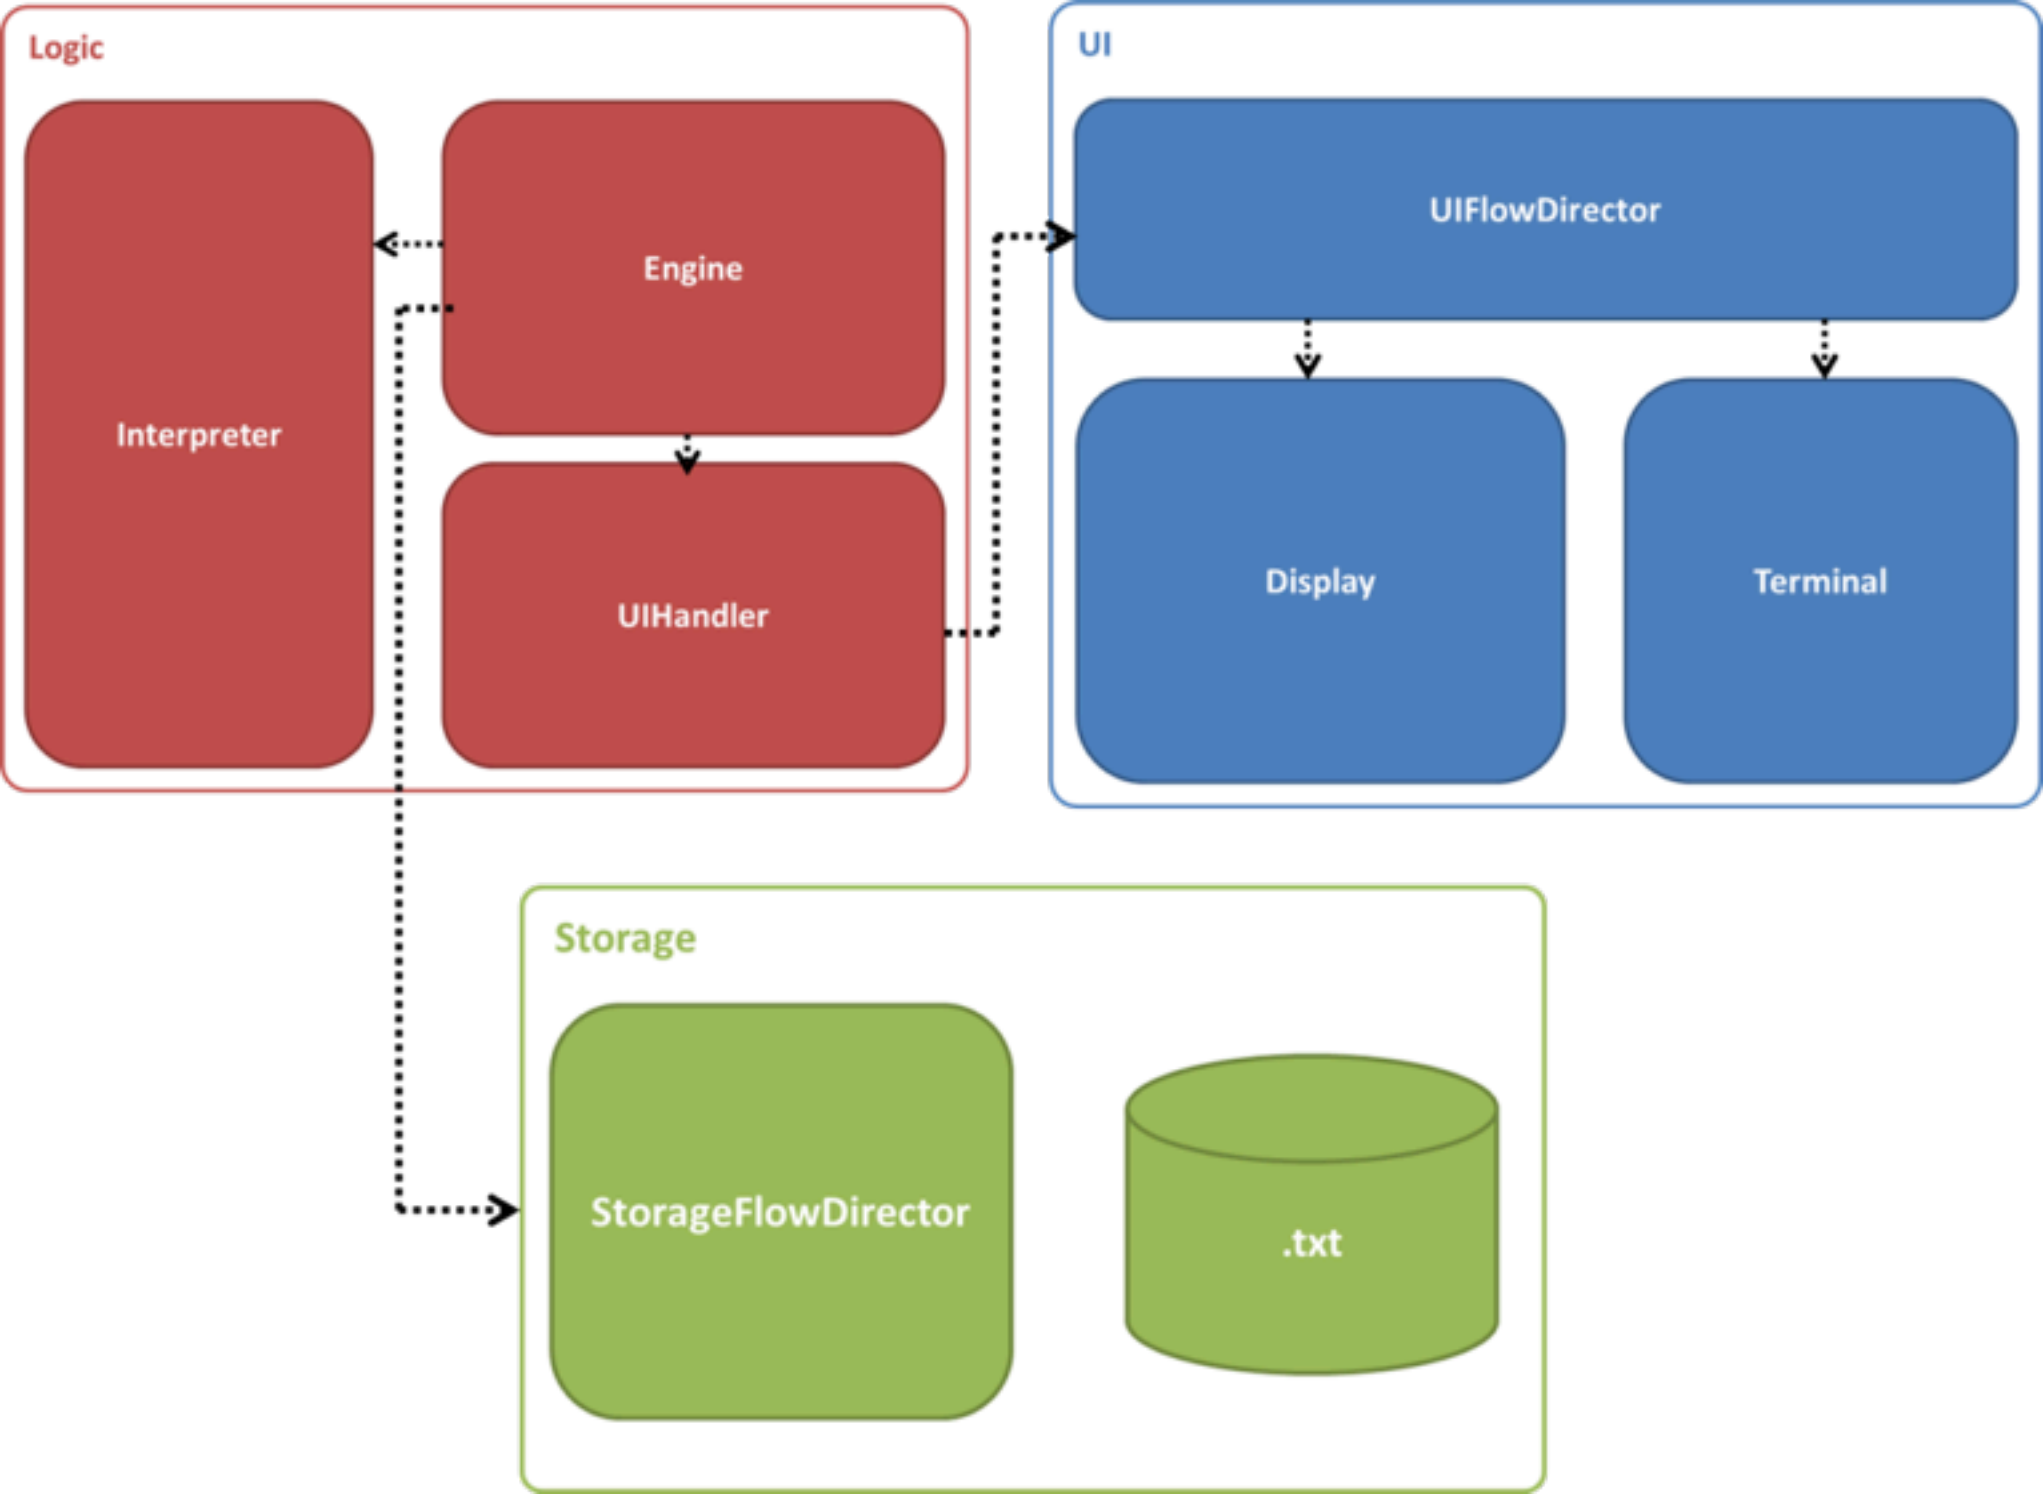 Logic
Interpreter
Engine
UIHandler
UI
UIFlowDirector
Display
Terminal
Storage
StorageFlowDirector
.txt